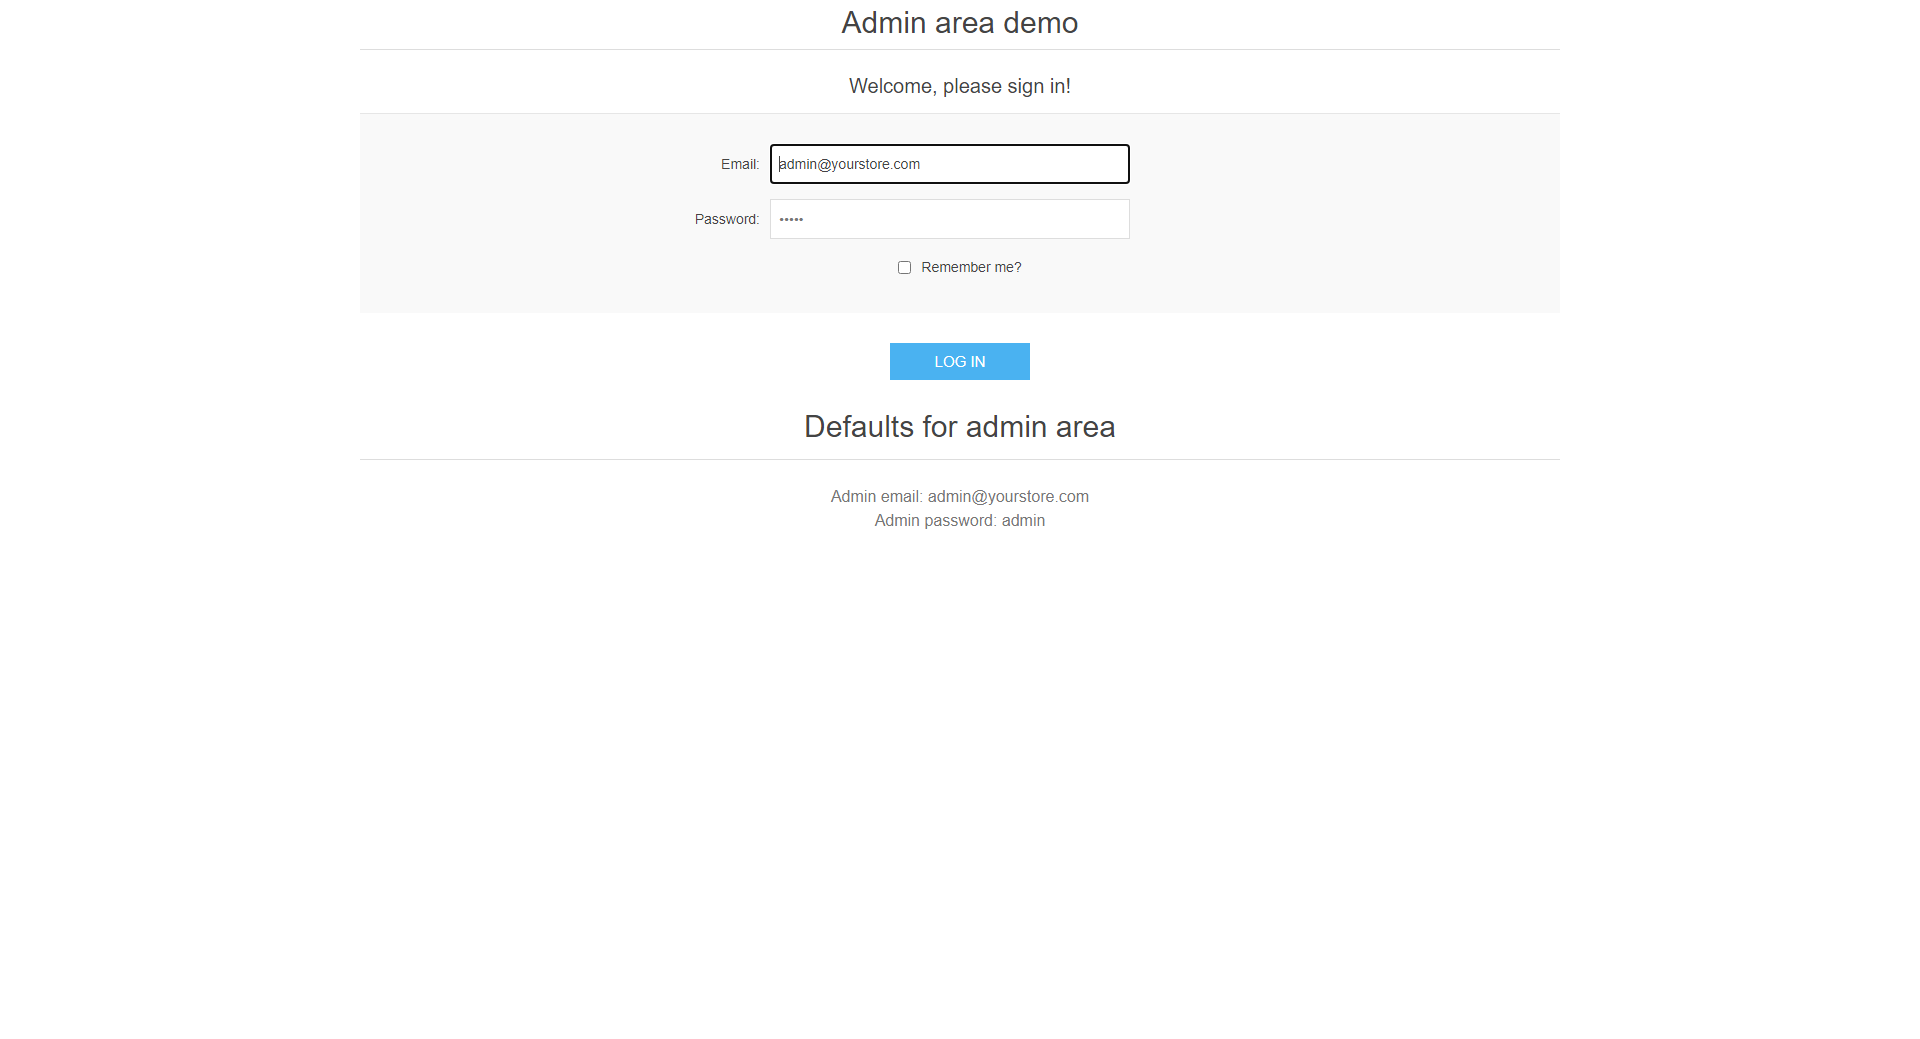 Admin area demo
Welcome, please sign in!
Email: admin@yourstore.com
Password: •••••
Remember me?
LOG IN
Defaults for admin area
Admin email: admin@yourstore.com
Admin password: admin